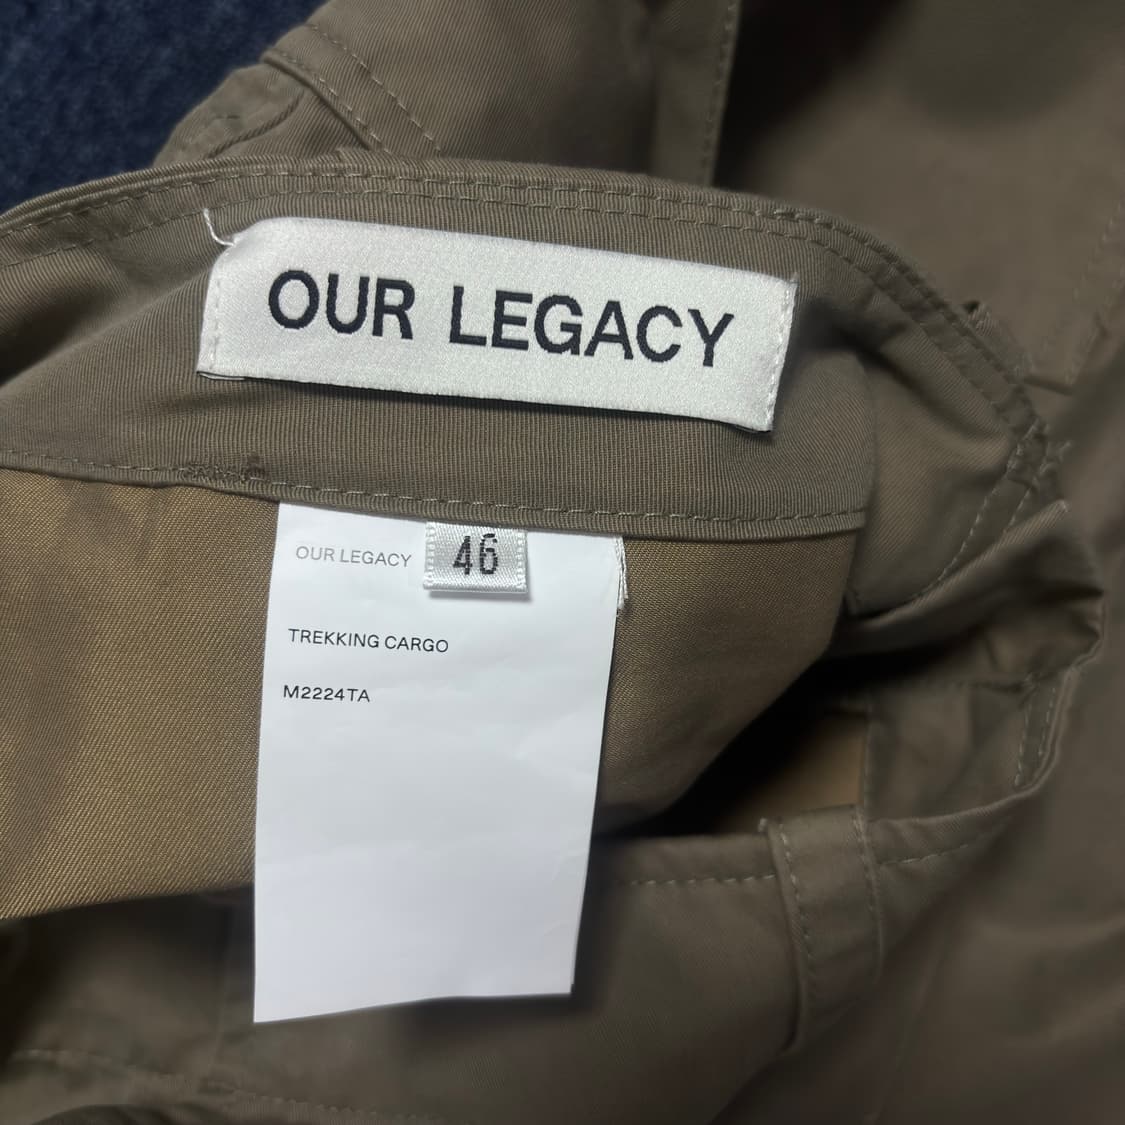 OUR LEGACY
OUR LEGACY 46
TREKKING CARGO
M2224TA